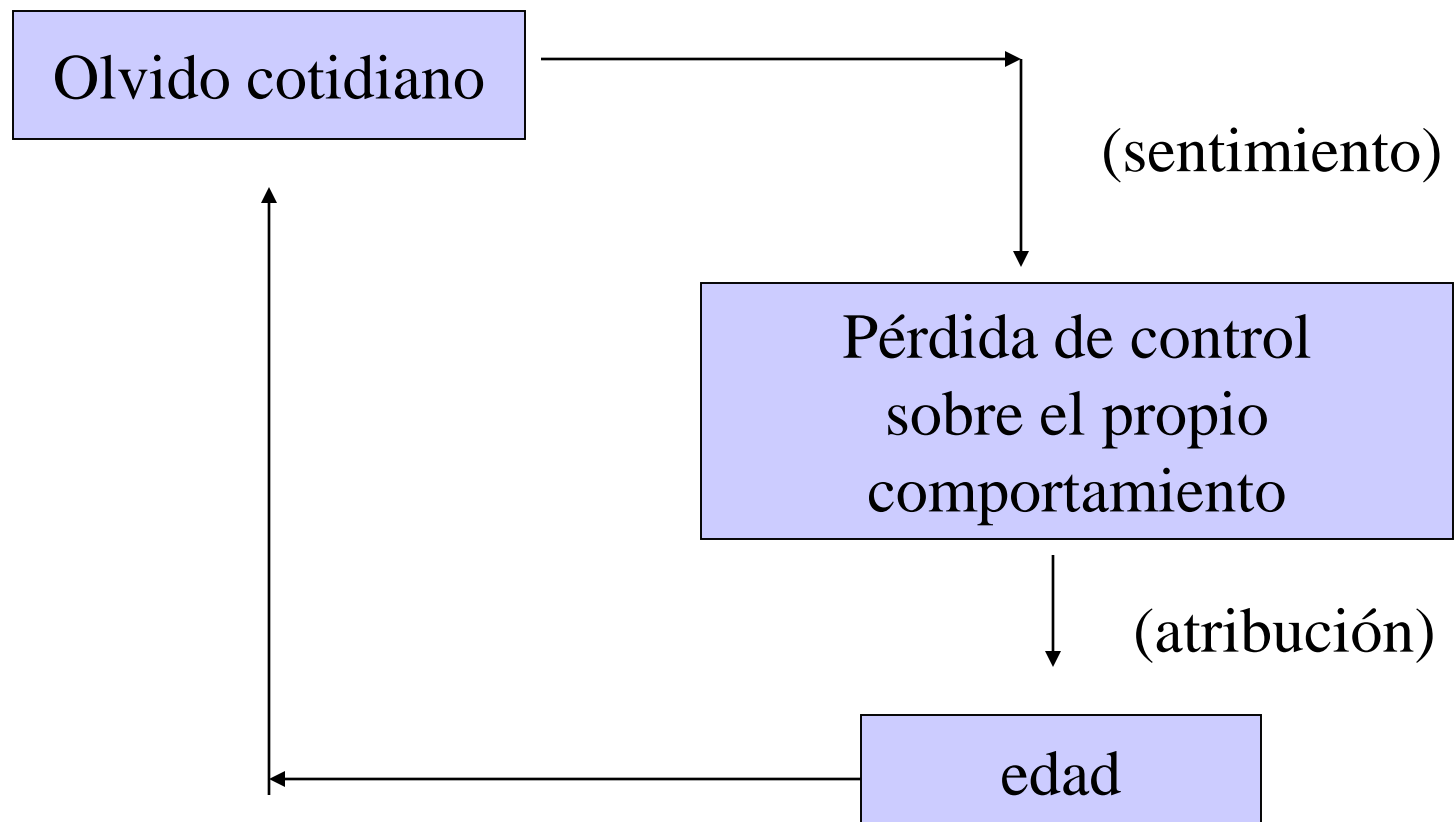 Olvido cotidiano
(sentimiento)
Pérdida de control
sobre el propio
comportamiento
(atribución)
edad